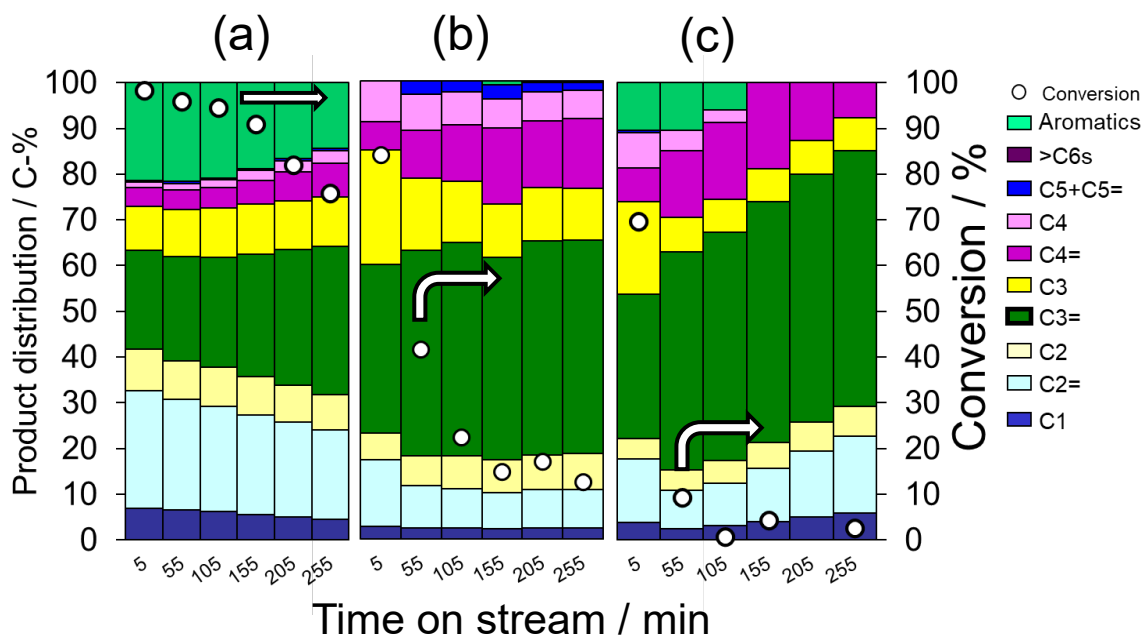 (a)
(b)
(c)
Product distribution / C-%
100
90
80
70
60
50
40
30
20
10
0
5
55
105
155
205
255
5
55
105
155
205
255
5
55
105
155
205
255
Time on stream / min
100
90
80
70
60
50
40
30
20
10
0
Conversion / %
Conversion
Aromatics
>C6s
C5+C5=
C4
C4=
C3
C3=
C2
C2=
C1